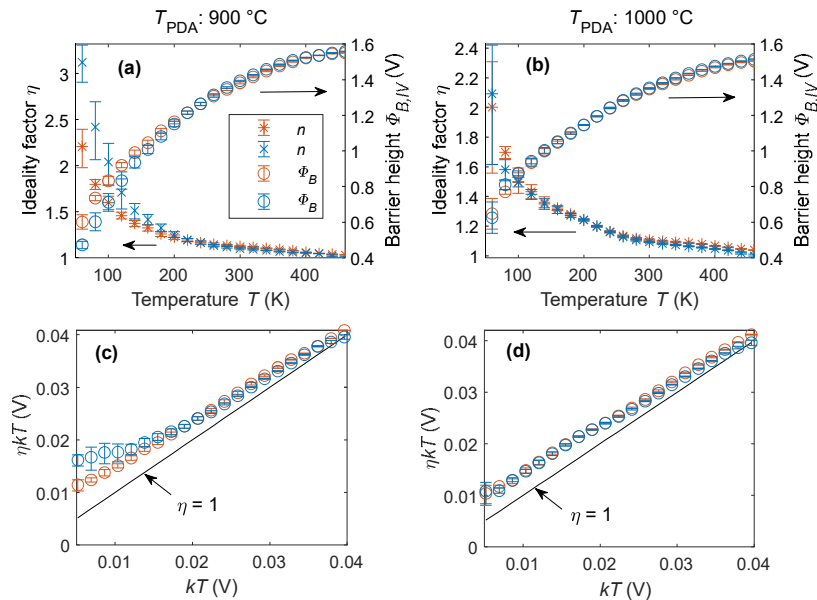 T_PDA: 900 °C
T_PDA: 1000 °C
(a)
Ideality factor η
3
2.5
2
1.5
1
1.6
1.4
1.2
1
0.8
0.6
0.4
Barrier height Φ_B,IV (V)
n
n
Φ_B
Φ_B
100 200 300 400
Temperature T (K)
(b)
Ideality factor η
2.4
2.2
2
1.8
1.6
1.4
1.2
1
1.6
1.4
1.2
1
0.8
0.6
0.4
Barrier height Φ_B,IV (V)
100 200 300 400
Temperature T (K)
(c)
ηkT (V)
0.04
0.03
0.02
0.01
0
η = 1
0.01 0.02 0.03 0.04
kT (V)
(d)
ηkT (V)
0.04
0.03
0.02
0.01
0
η = 1
0.01 0.02 0.03 0.04
kT (V)